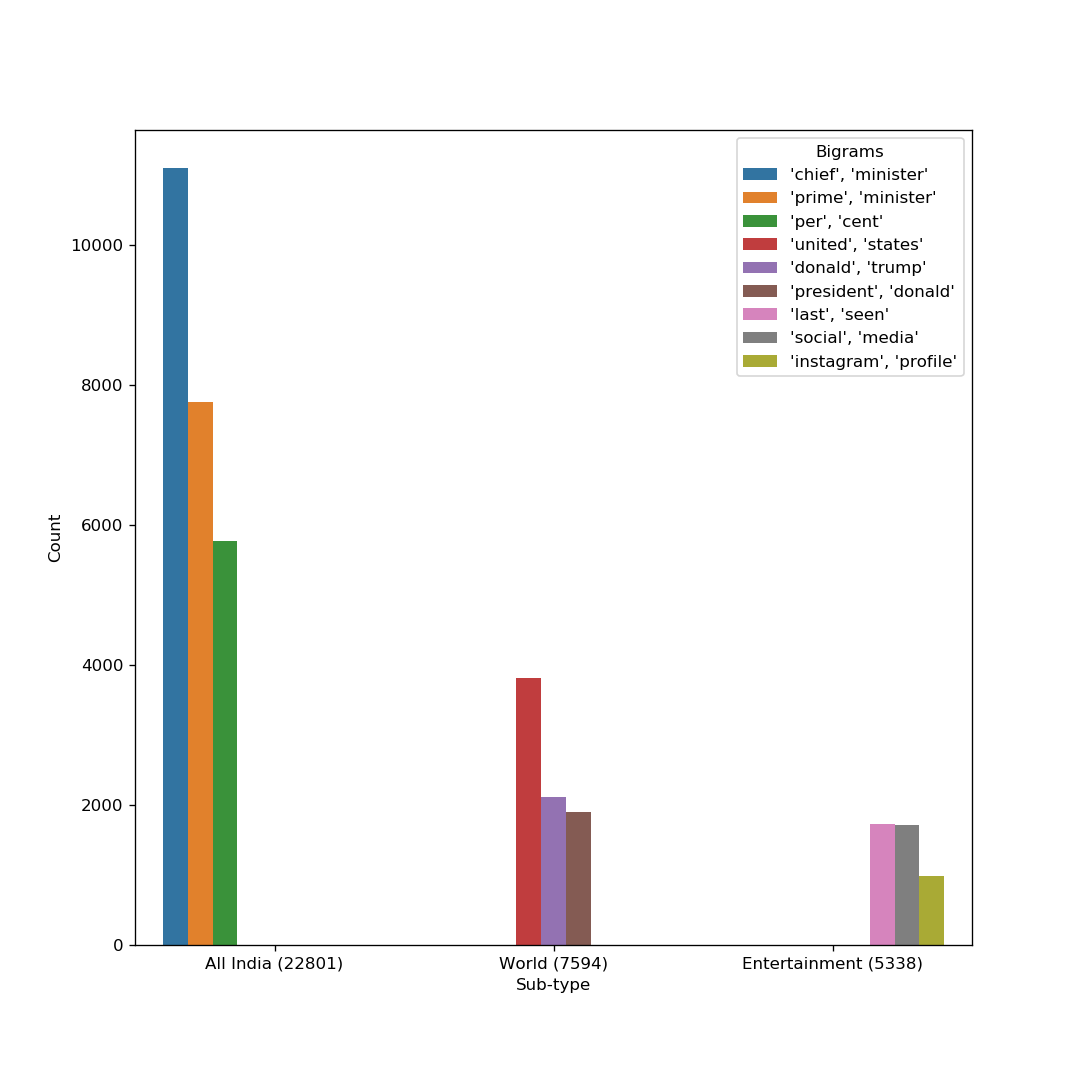 Bigrams
'chief', 'minister'
'prime', 'minister'
'per', 'cent'
'united', 'states'
'donald', 'trump'
'president', 'donald'
'last', 'seen'
'social', 'media'
'instagram', 'profile'
10000
8000
6000
4000
2000
0
Count
All India (22801) World (7594) Entertainment (5338)
Sub-type